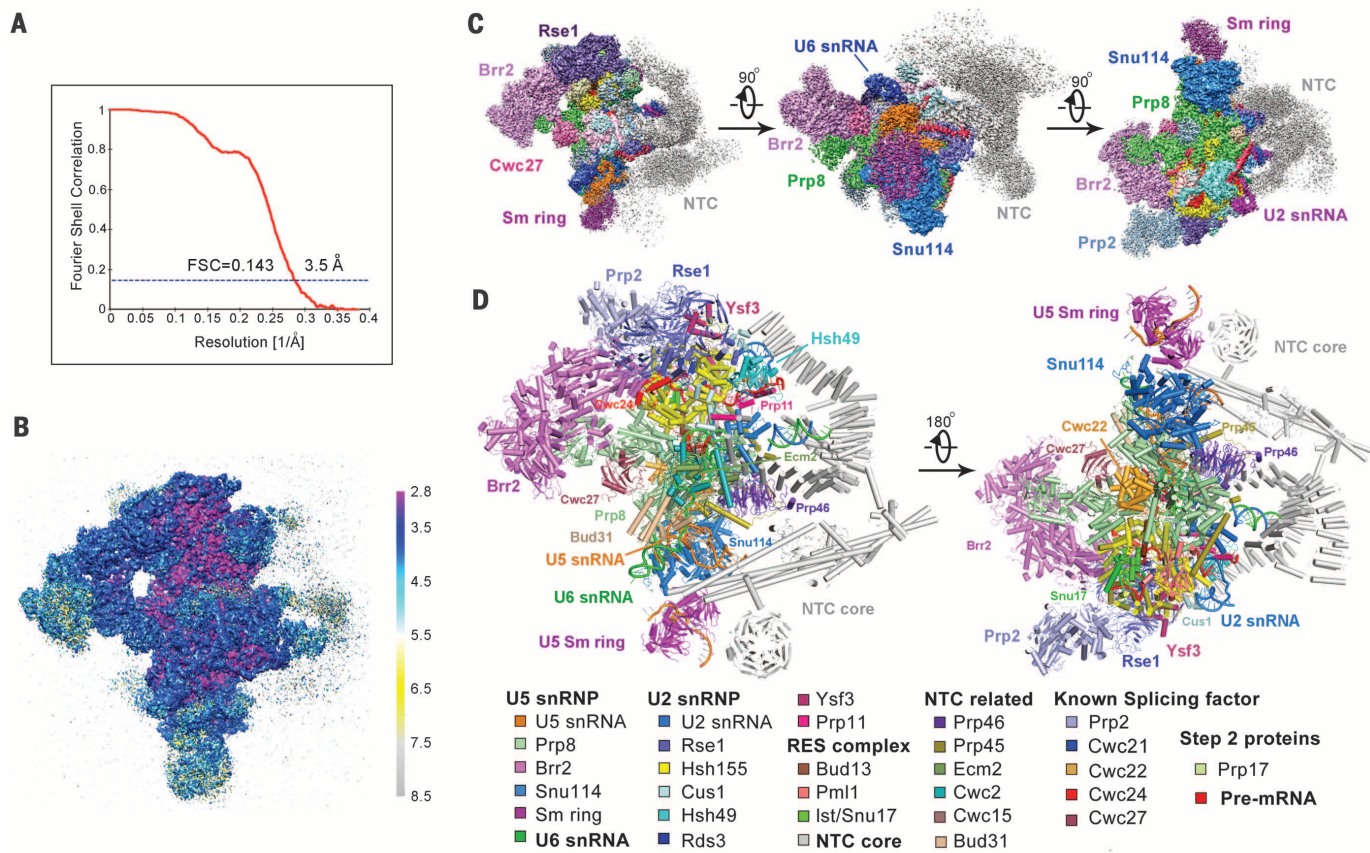 A
Fourier Shell Correlation
1
0.8
0.6
0.4
0.2
0
FSC=0.143 3.5 Å
0 0.05 0.1 0.15 0.2 0.25 0.3 0.35 0.4
Resolution [1/Å]
B
2.8
3.5
4.5
5.5
6.5
7.5
8.5
C
Rse1
Brr2
Cwc27
Sm ring
NTC
90°
U6 snRNA
Brr2
Prp8
Snu114
NTC
90°
Sm ring
Snu114
Prp8
NTC
Brr2
Prp2
U2 snRNA
D
Prp2
Rse1
Ysf3
Hsh49
Cwc24
Prp11
Ecm2
Brr2
Cwc27
Prp8
Prp46
Bud31
Snu114
U5 snRNA
U6 snRNA
NTC core
U5 Sm ring
180°
U5 Sm ring
NTC core
Snu114
Cwc22
Prp45
Cwc27
Prp46
Brr2
Snu17
Cus1
U2 snRNA
Prp2
Rse1
Ysf3
U5 snRNP
U5 snRNA
Prp8
Brr2
Snu114
Sm ring
U6 snRNA
U2 snRNP
U2 snRNA
Rse1
Hsh155
Cus1
Hsh49
Rds3
Ysf3
Prp11
RES complex
Bud13
Pml1
Ist/Snu17
NTC core
NTC related
Prp46
Prp45
Ecm2
Cwc2
Cwc15
Bud31
Known Splicing factor
Prp2
Cwc21
Cwc22
Cwc24
Cwc27
Step 2 proteins
Prp17
Pre-mRNA